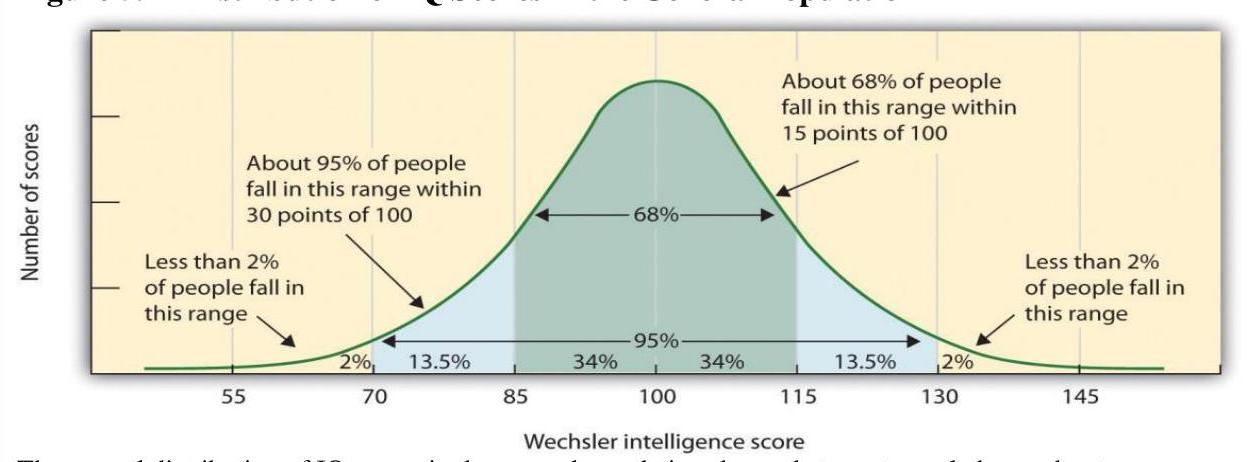 Number of scores
About 68% of people
fall in this range within
15 points of 100
About 95% of people
fall in this range within
30 points of 100
68%
Less than 2%
of people fall in
this range
Less than 2%
of people fall in
this range
95%
2% 13.5% 34% 34% 13.5% 2%
55 70 85 100 115 130 145
Wechsler intelligence score